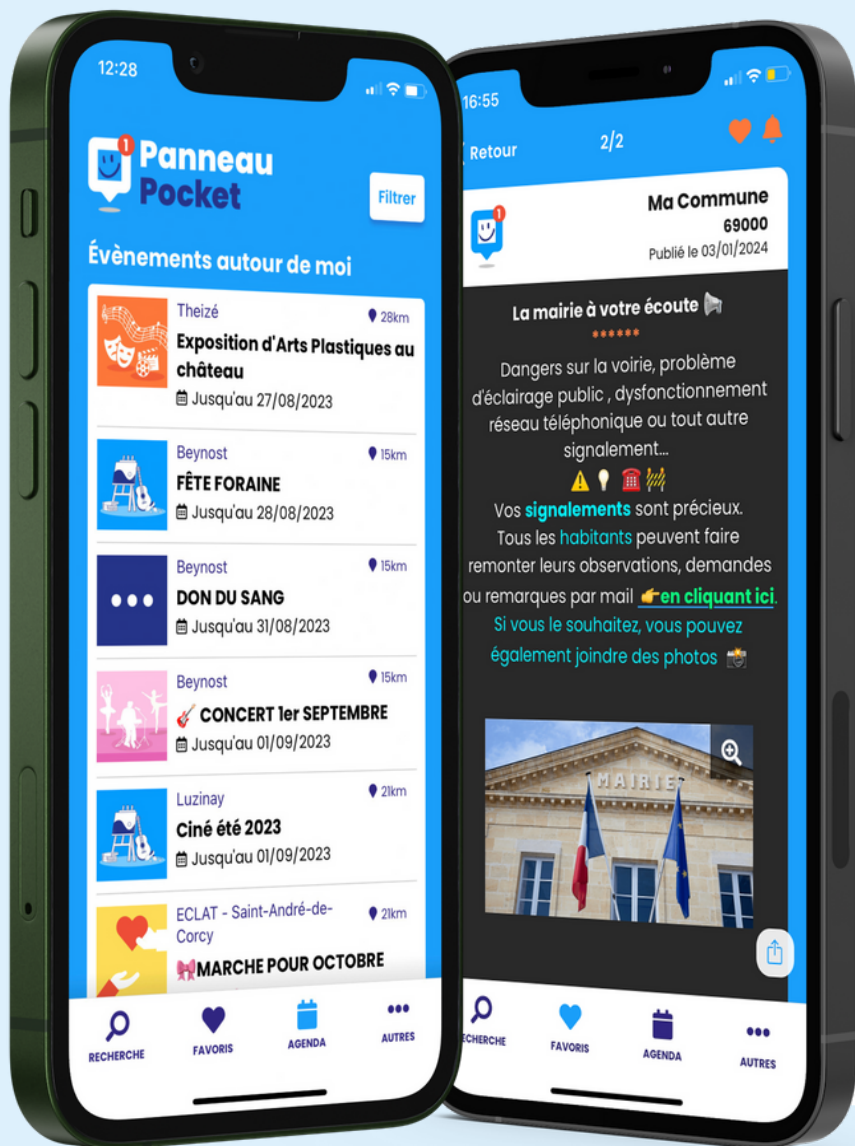 12:28
Panneau
Pocket
1
Filtrer
Évènements autour de moi
Theizé
28km
Exposition d'Arts Plastiques au
château
Jusqu'au 27/08/2023
Beynost
15km
FÊTE FORAINE
Jusqu'au 28/08/2023
Beynost
15km
DON DU SANG
Jusqu'au 31/08/2023
Beynost
15km
🎸 CONCERT 1er SEPTEMBRE
Jusqu'au 01/09/2023
Luzinay
21km
Ciné été 2023
Jusqu'au 01/09/2023
ECLAT - Saint-André-de-
Corcy
21km
🎀MARCHE POUR OCTOBRE
RECHERCHE
FAVORIS
AGENDA
AUTRES
16:55
Retour
2/2
1
Ma Commune
69000
Publié le 03/01/2024
La mairie à votre écoute 📢
******
Dangers sur la voirie, problème
d'éclairage public , dysfonctionnement
réseau téléphonique ou tout autre
signalement...
⚠️ 💡 ☎️ 🚧
Vos signalements sont précieux.
Tous les habitants peuvent faire
remonter leurs observations, demandes
ou remarques par mail 👉en cliquant ici.
Si vous le souhaitez, vous pouvez
également joindre des photos 📸
MAIRIE
ECHERCHE
FAVORIS
AGENDA
AUTRES